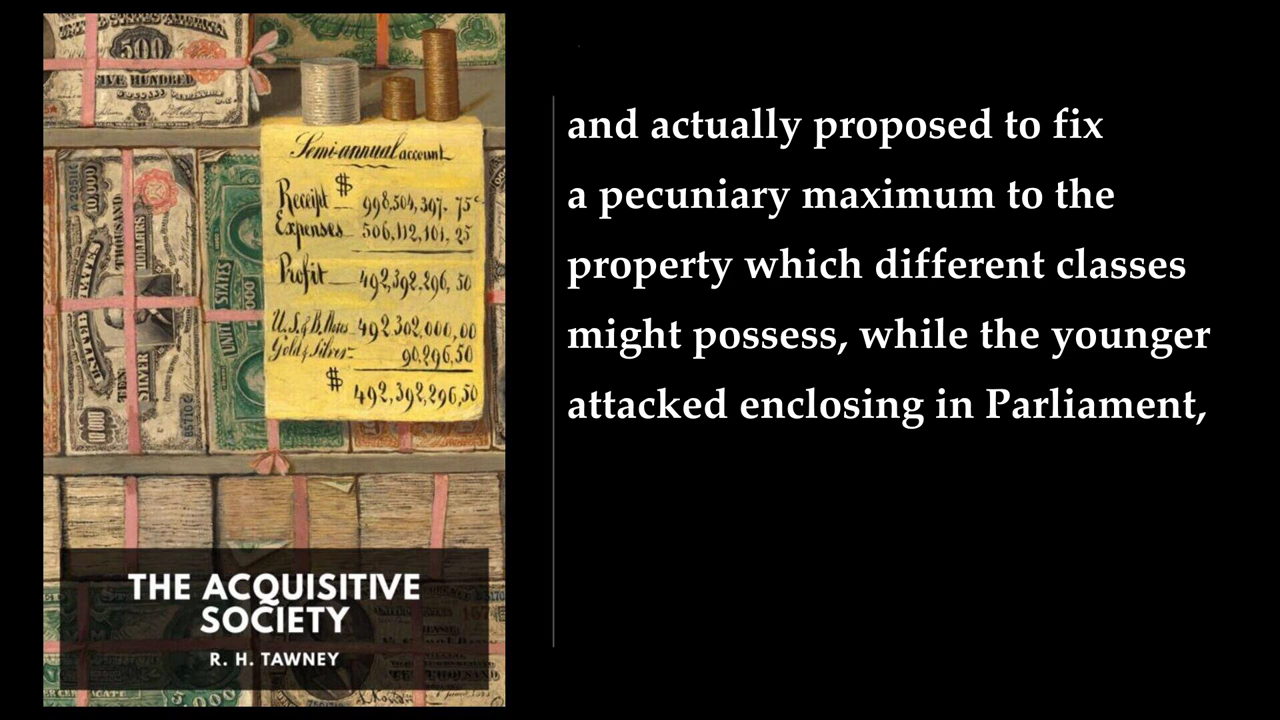 500
FIVE HUNDRED
Semi-annual account
$
Receipt 998,504,397. 75c
Expenses 506,112,101, 25
Profit 492,392,296, 50
U.S. & B. Notes 492 302,000,00
Gold & Silver 90,296,50
$ 492,392,296,50
THE ACQUISITIVE
SOCIETY
R. H. TAWNEY
and actually proposed to fix
a pecuniary maximum to the
property which different classes
might possess, while the younger
attacked enclosing in Parliament,